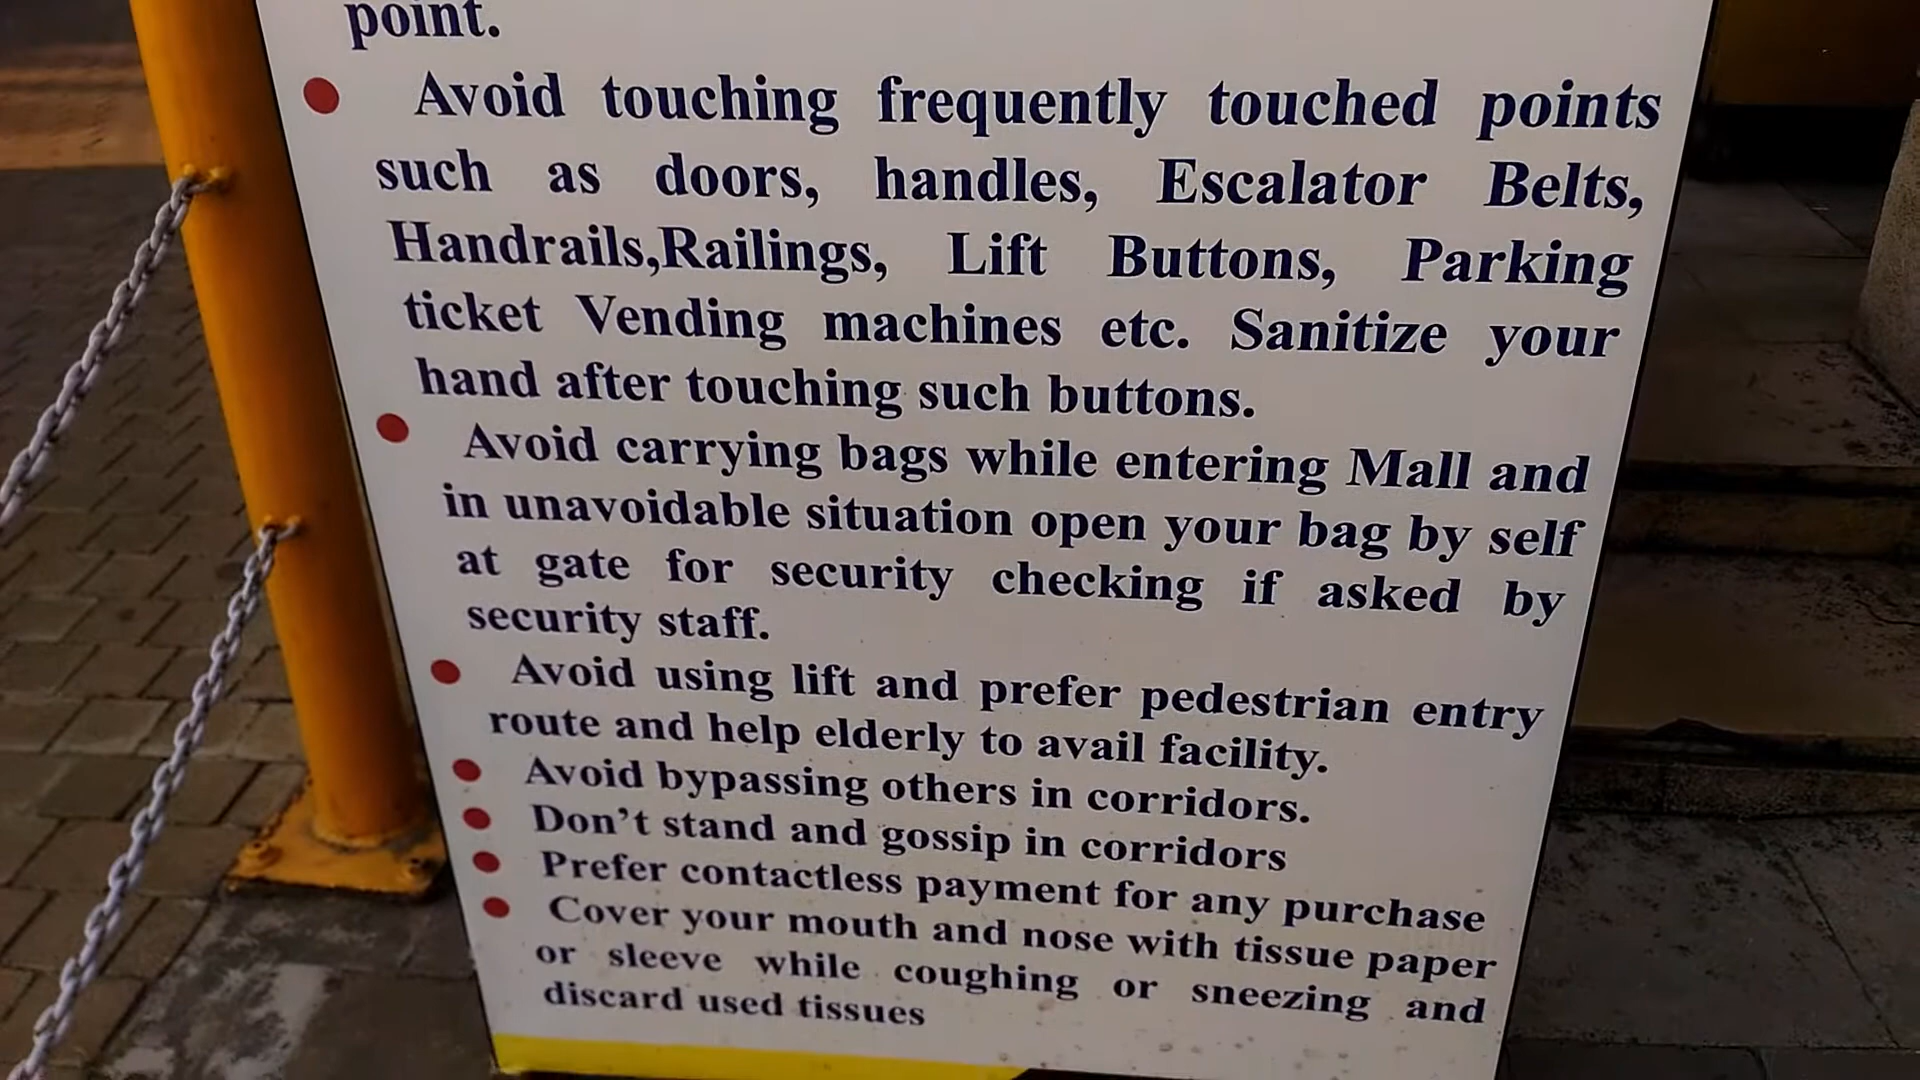 point.
Avoid touching frequently touched points
such as doors, handles, Escalator Belts,
Handrails,Railings, Lift Buttons, Parking
ticket Vending machines etc. Sanitize your
hand after touching such buttons.
Avoid carrying bags while entering Mall and
in unavoidable situation open your bag by self
at gate for security checking if asked by
security staff.
Avoid using lift and prefer pedestrian entry
route and help elderly to avail facility.
Avoid bypassing others in corridors.
Don't stand and gossip in corridors
Prefer contactless payment for any purchase
Cover your mouth and nose with tissue paper
or sleeve while coughing or sneezing and
discard used tissues